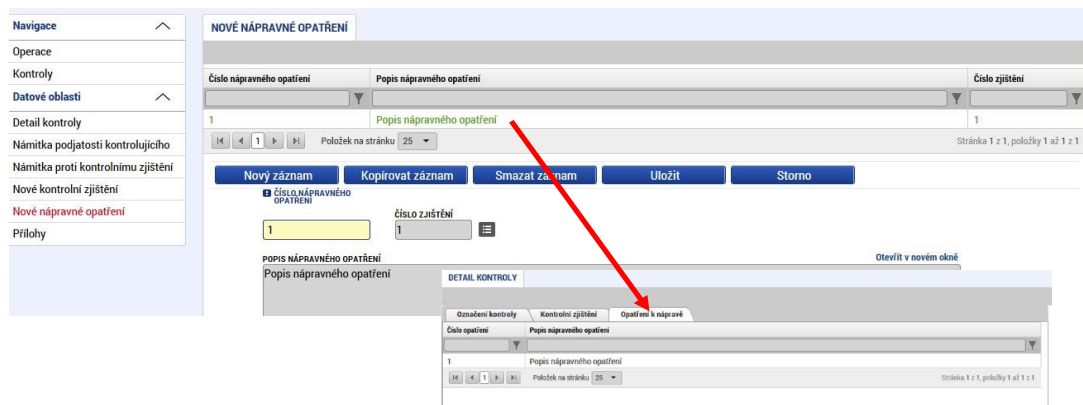 Navigace
Operace
Kontroly
Datové oblasti
Detail kontroly
Námitka podjatosti kontrolujícího
Námitka proti kontrolnímu zjištění
Nové kontrolní zjištění
Nové nápravné opatření
Přílohy
NOVÉ NÁPRAVNÉ OPATŘENÍ
Číslo nápravného opatření Popis nápravného opatření Číslo zjištění
1 Popis nápravného opatření 1
1 Položek na stránku 25 Stránka 1 z 1, položky 1 až 1 z 1
Nový záznam Kopírovat záznam Smazat záznam Uložit Storno
ČÍSLO NÁPRAVNÉHO
OPATŘENÍ
ČÍSLO ZJIŠTĚNÍ
1 1
POPIS NÁPRAVNÉHO OPATŘENÍ Otevřít v novém okně
Popis nápravného opatření
DETAIL KONTROLY
Označení kontroly Kontrolní zjištění Opatření k nápravě
Číslo opatření Popis nápravného opatření
1 Popis nápravného opatření
1 Položek na stránku 25 Stránka 1 z 1, položky 1 až 1 z 1